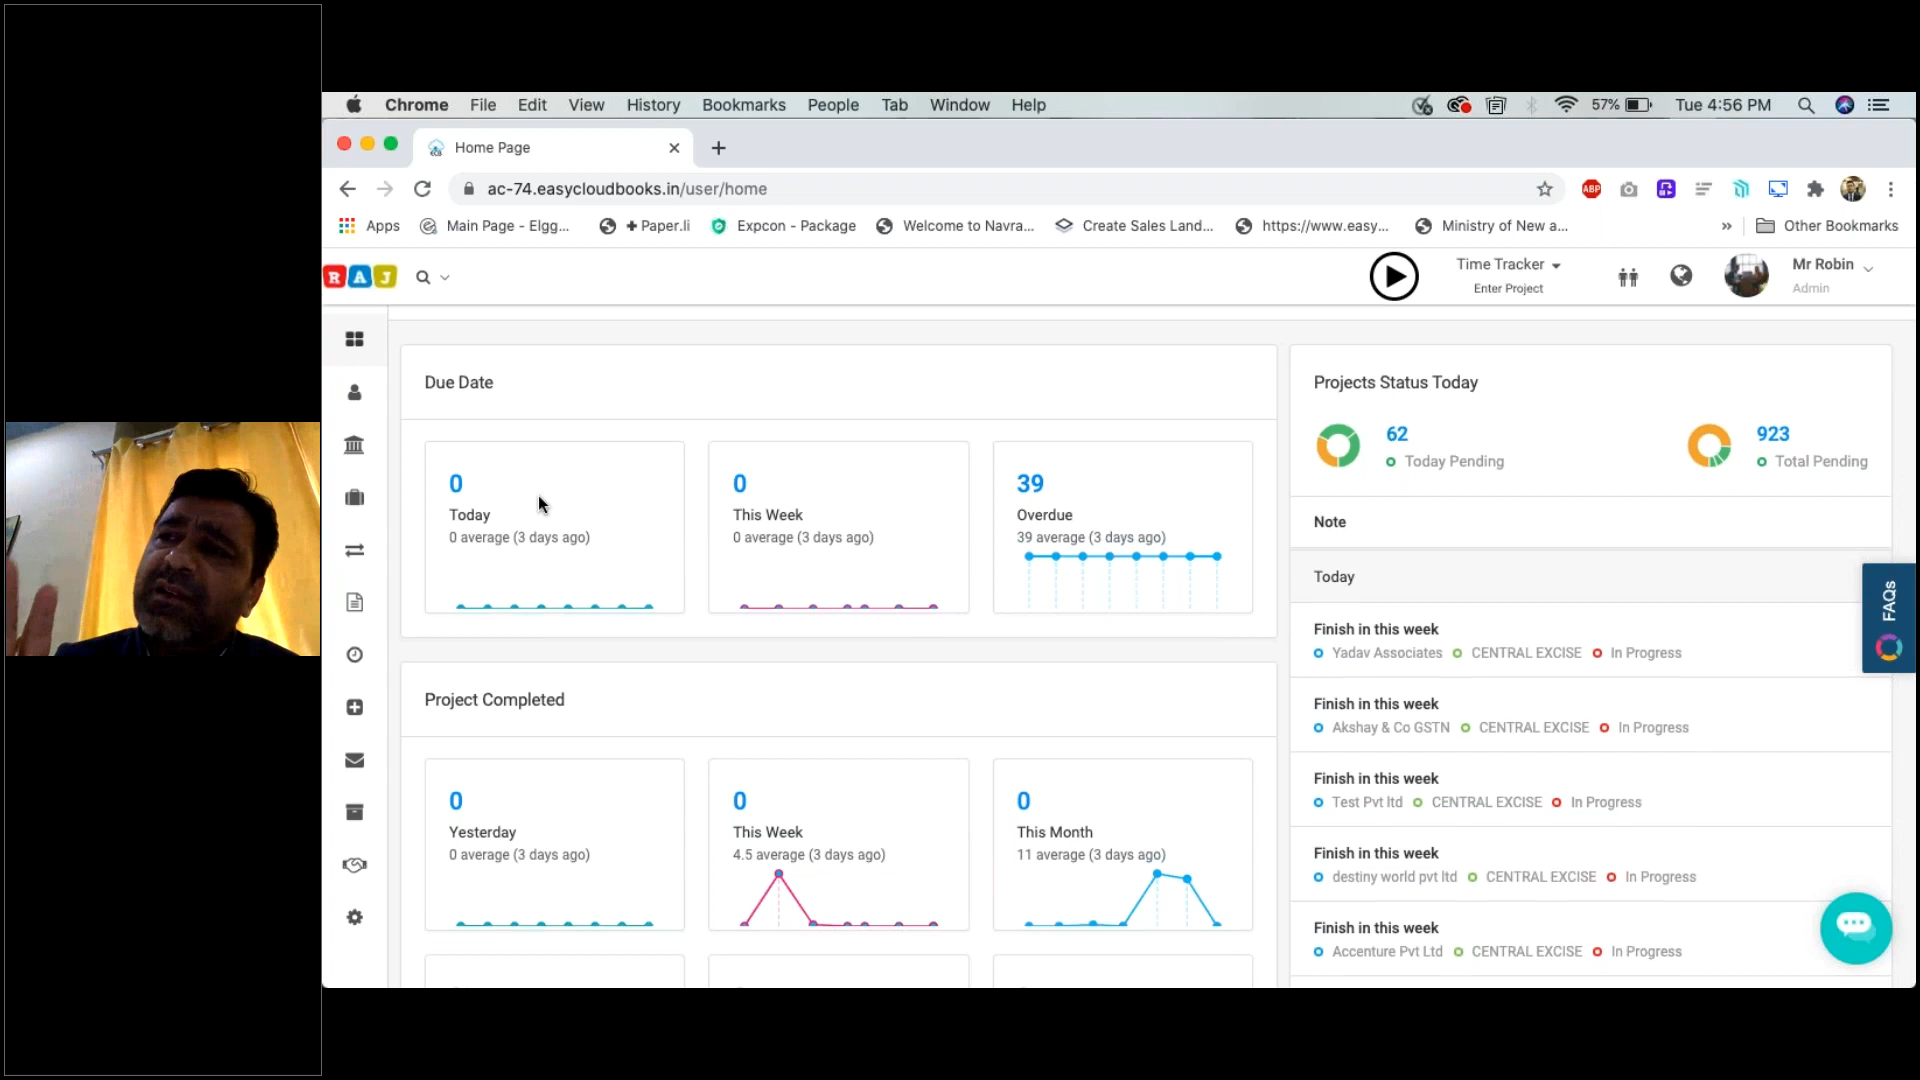 Chrome File Edit View History Bookmarks People Tab Window Help 57% Tue 4:56 PM
Home Page
ac-74.easycloudbooks.in/user/home
ABP
Apps Main Page - Elgg... + Paper.li Expcon - Package Welcome to Navra... Create Sales Land... https://www.easy... Ministry of New a... » Other Bookmarks
RAJ
Time Tracker
Enter Project
Mr Robin
Admin
Due Date
0
Today
0 average (3 days ago)
0
This Week
0 average (3 days ago)
39
Overdue
39 average (3 days ago)
Project Completed
0
Yesterday
0 average (3 days ago)
0
This Week
4.5 average (3 days ago)
0
This Month
11 average (3 days ago)
Projects Status Today
62
Today Pending
923
Total Pending
Note
Today
Finish in this week
Yadav Associates CENTRAL EXCISE In Progress
Finish in this week
Akshay & Co GSTN CENTRAL EXCISE In Progress
Finish in this week
Test Pvt ltd CENTRAL EXCISE In Progress
Finish in this week
destiny world pvt ltd CENTRAL EXCISE In Progress
Finish in this week
Accenture Pvt Ltd CENTRAL EXCISE In Progress
FAQs